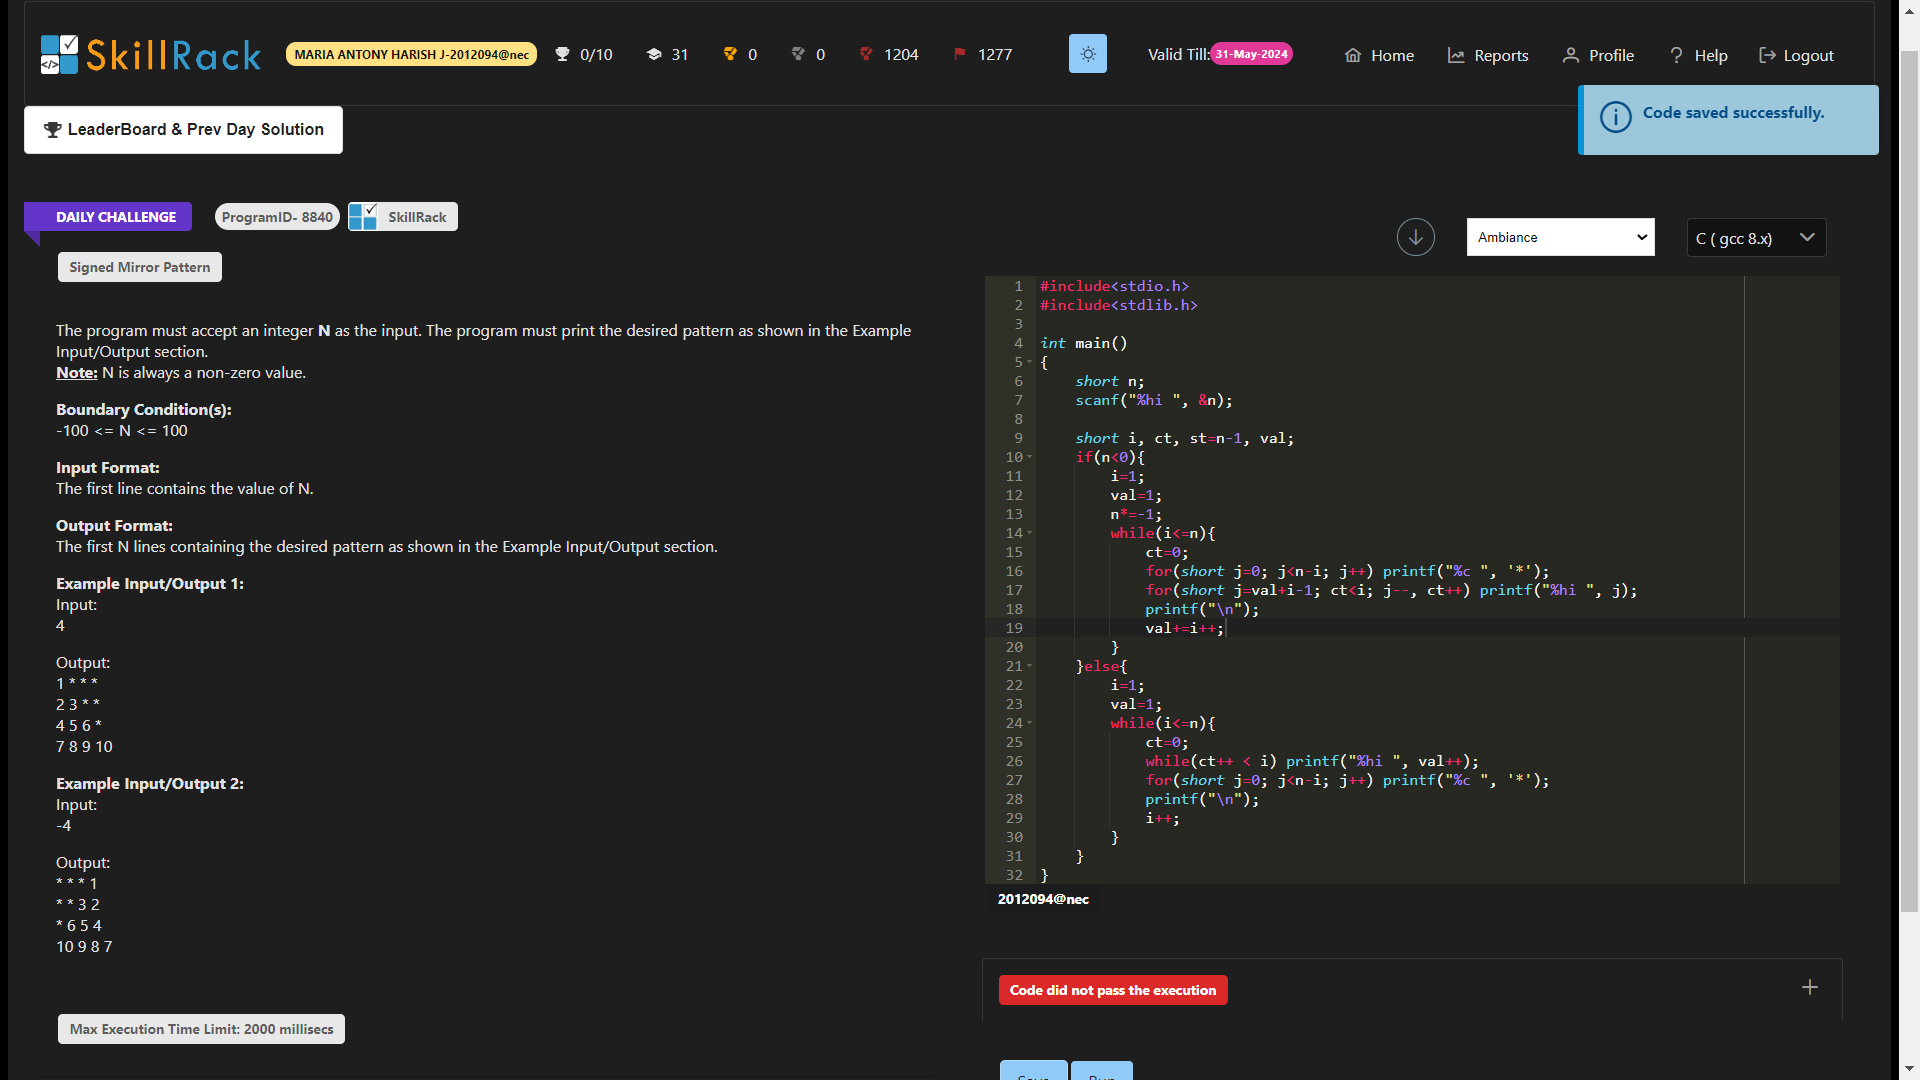 SkillRack
MARIA ANTONY HARISH J-2012094@nec
0/10
31
0
0
1204
1277
Valid Till: 31-May-2024
Home
Reports
Profile
Help
Logout
Code saved successfully.
LeaderBoard & Prev Day Solution
DAILY CHALLENGE
ProgramID- 8840
SkillRack
Ambiance
C ( gcc 8.x)
Signed Mirror Pattern
The program must accept an integer N as the input. The program must print the desired pattern as shown in the Example
Input/Output section.
Note: N is always a non-zero value.
Boundary Condition(s):
-100 <= N <= 100
Input Format:
The first line contains the value of N.
Output Format:
The first N lines containing the desired pattern as shown in the Example Input/Output section.
Example Input/Output 1:
Input:
4
Output:
1 * * *
2 3 * *
4 5 6 *
7 8 9 10
Example Input/Output 2:
Input:
-4
Output:
* * * 1
* * 3 2
* 6 5 4
10 9 8 7
Max Execution Time Limit: 2000 millisecs
1 #include<stdio.h>
2 #include<stdlib.h>
3
4 int main()
5 {
6 short n;
7 scanf("%hi ", &n);
8
9 short i, ct, st=n-1, val;
10 if(n<0){
11 i=1;
12 val=1;
13 n*=-1;
14 while(i<=n){
15 ct=0;
16 for(short j=0; j<n-i; j++) printf("%c ", '*');
17 for(short j=val+i-1; ct<i; j--, ct++) printf("%hi ", j);
18 printf("\n");
19 val+=i++;
20 }
21 }else{
22 i=1;
23 val=1;
24 while(i<=n){
25 ct=0;
26 while(ct++ < i) printf("%hi ", val++);
27 for(short j=0; j<n-i; j++) printf("%c ", '*');
28 printf("\n");
29 i++;
30 }
31 }
32 }
2012094@nec
Code did not pass the execution
Save
Run